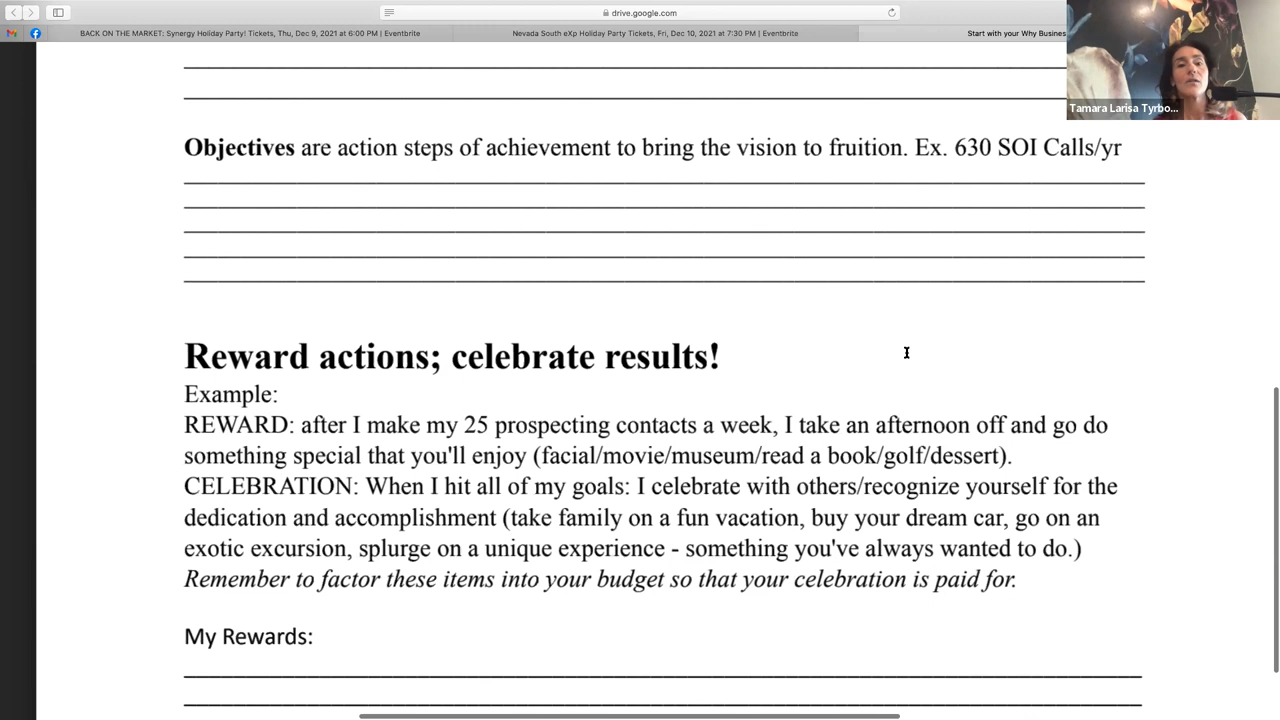 drive.google.com
BACK ON THE MARKET: Synergy Holiday Party! Tickets, Thu, Dec 9, 2021 at 6:00 PM | Eventbrite
Nevada South eXp Holiday Party Tickets, Fri, Dec 10, 2021 at 7:30 PM | Eventbrite
Start with your Why Busines
Tamara Larisa Tyrbo...
Objectives are action steps of achievement to bring the vision to fruition. Ex. 630 SOI Calls/yr
Reward actions; celebrate results!
Example:
REWARD: after I make my 25 prospecting contacts a week, I take an afternoon off and go do
something special that you'll enjoy (facial/movie/museum/read a book/golf/dessert).
CELEBRATION: When I hit all of my goals: I celebrate with others/recognize yourself for the
dedication and accomplishment (take family on a fun vacation, buy your dream car, go on an
exotic excursion, splurge on a unique experience - something you've always wanted to do.)
Remember to factor these items into your budget so that your celebration is paid for.
My Rewards: